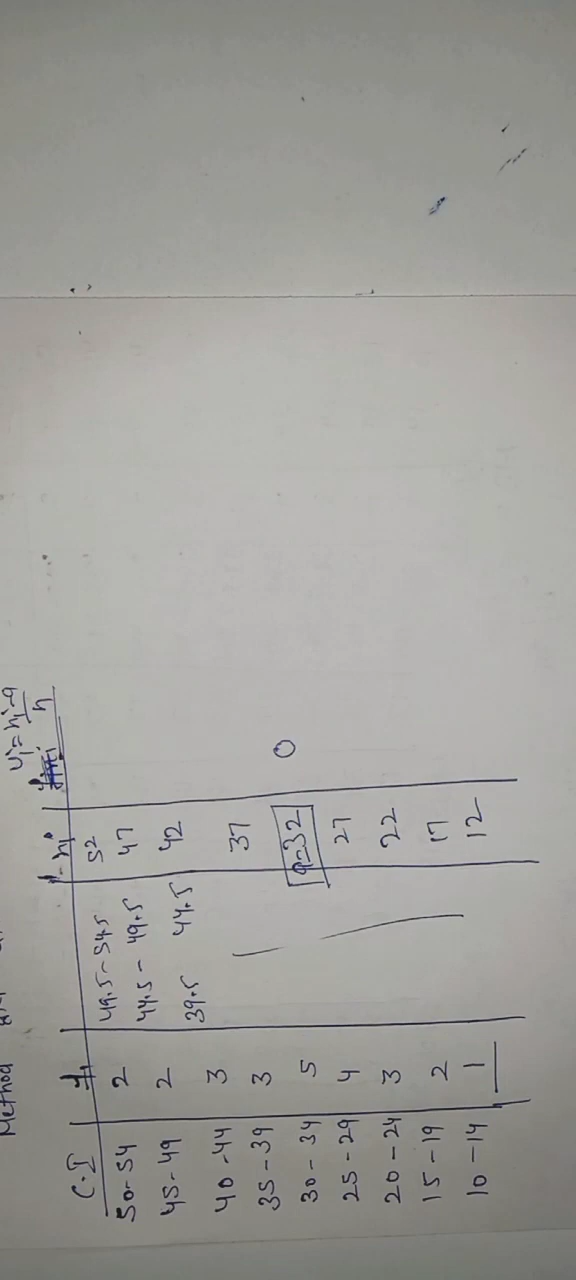 Method
C.I fi xi ui = xi-a
h
50-54 2 49.5-54.5 52
45-49 2 44.5-49.5 47
40-44 3 39.5 44.5 42
35-39 3 37
30-34 5 a=32 0
25-29 4 27
20-24 3 22
15-19 2 17
10-14 1 12